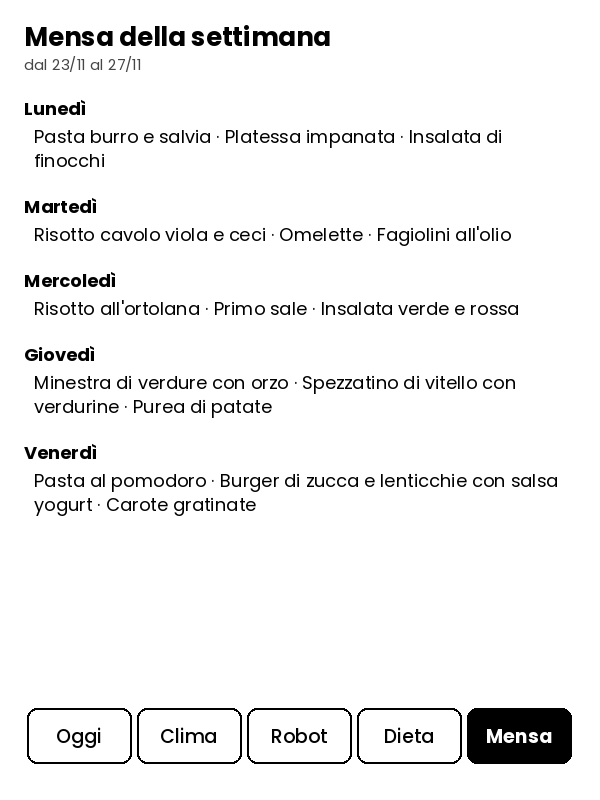 Mensa della settimana
dal 23/11 al 27/11
Lunedì
Pasta burro e salvia · Platessa impanata · Insalata di
finocchi
Martedì
Risotto cavolo viola e ceci · Omelette · Fagiolini all'olio
Mercoledì
Risotto all'ortolana · Primo sale · Insalata verde e rossa
Giovedì
Minestra di verdure con orzo · Spezzatino di vitello con
verdurine · Purea di patate
Venerdì
Pasta al pomodoro · Burger di zucca e lenticchie con salsa
yogurt · Carote gratinate
Oggi Clima Robot Dieta Mensa